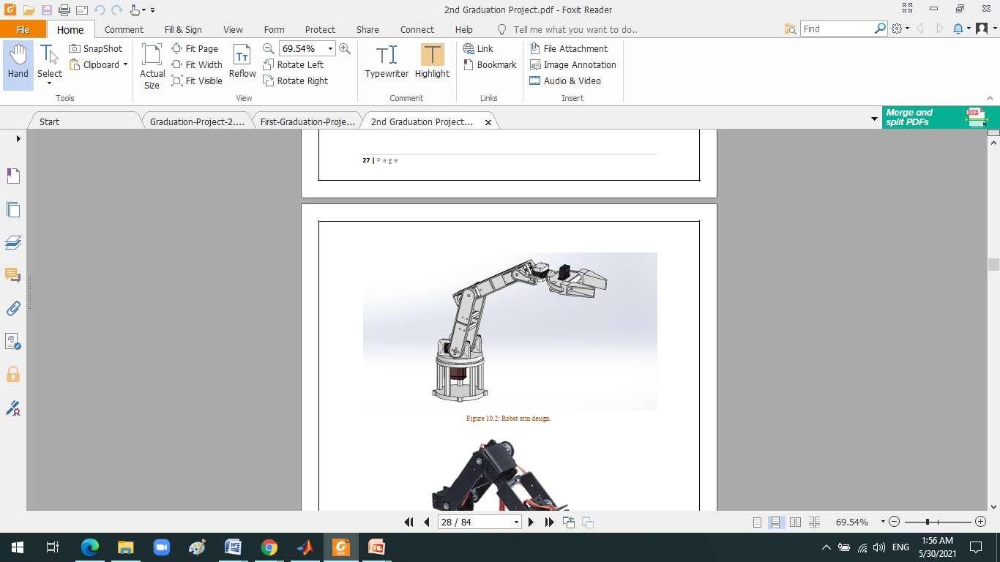 2nd Graduation Project.pdf - Foxit Reader
File Home Comment Fill & Sign View Form Protect Share Connect Help Tell me what you want to do.. Find
Hand
Select
SnapShot
Clipboard
Tools
Actual
Size
Fit Page
Fit Width
Fit Visible
Reflow
69.54%
Rotate Left
Rotate Right
View
Typewriter
Highlight
Comment
Link
Bookmark
Links
File Attachment
Image Annotation
Audio & Video
Insert
Start
Graduation-Project-2....
First-Graduation-Proje...
2nd Graduation Project...
Merge and
split PDFs
PDF
27 | Page
Figure 10.2: Robot arm design.
28 / 84
69.54%
ENG
1:56 AM
5/30/2021